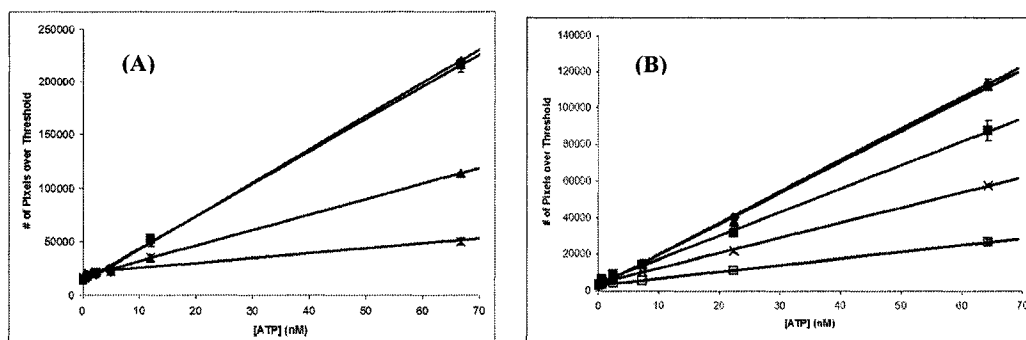 (A)
# of Pixels over Threshold
250000
200000
150000
100000
50000
0
0 10 20 30 40 50 60 70
[ATP] (nM)
(B)
# of Pixels over Threshold
140000
120000
100000
80000
60000
40000
20000
0
0 10 20 30 40 50 60 70
[ATP] (nM)